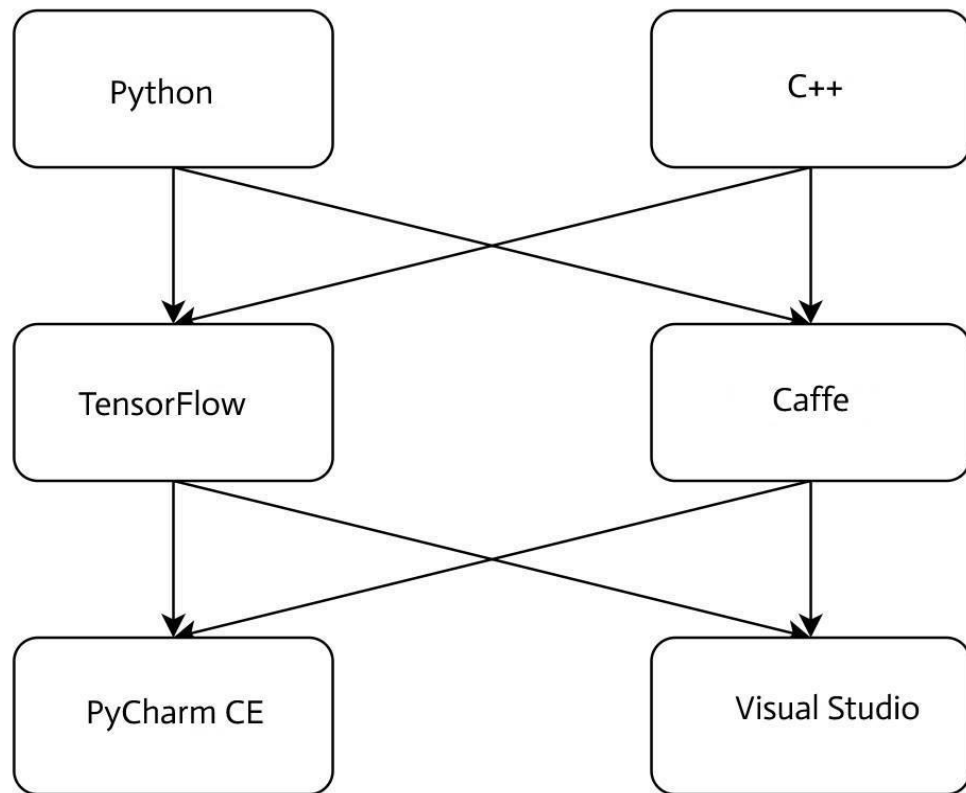 Python
C++
TensorFlow
Caffe
PyCharm CE
Visual Studio